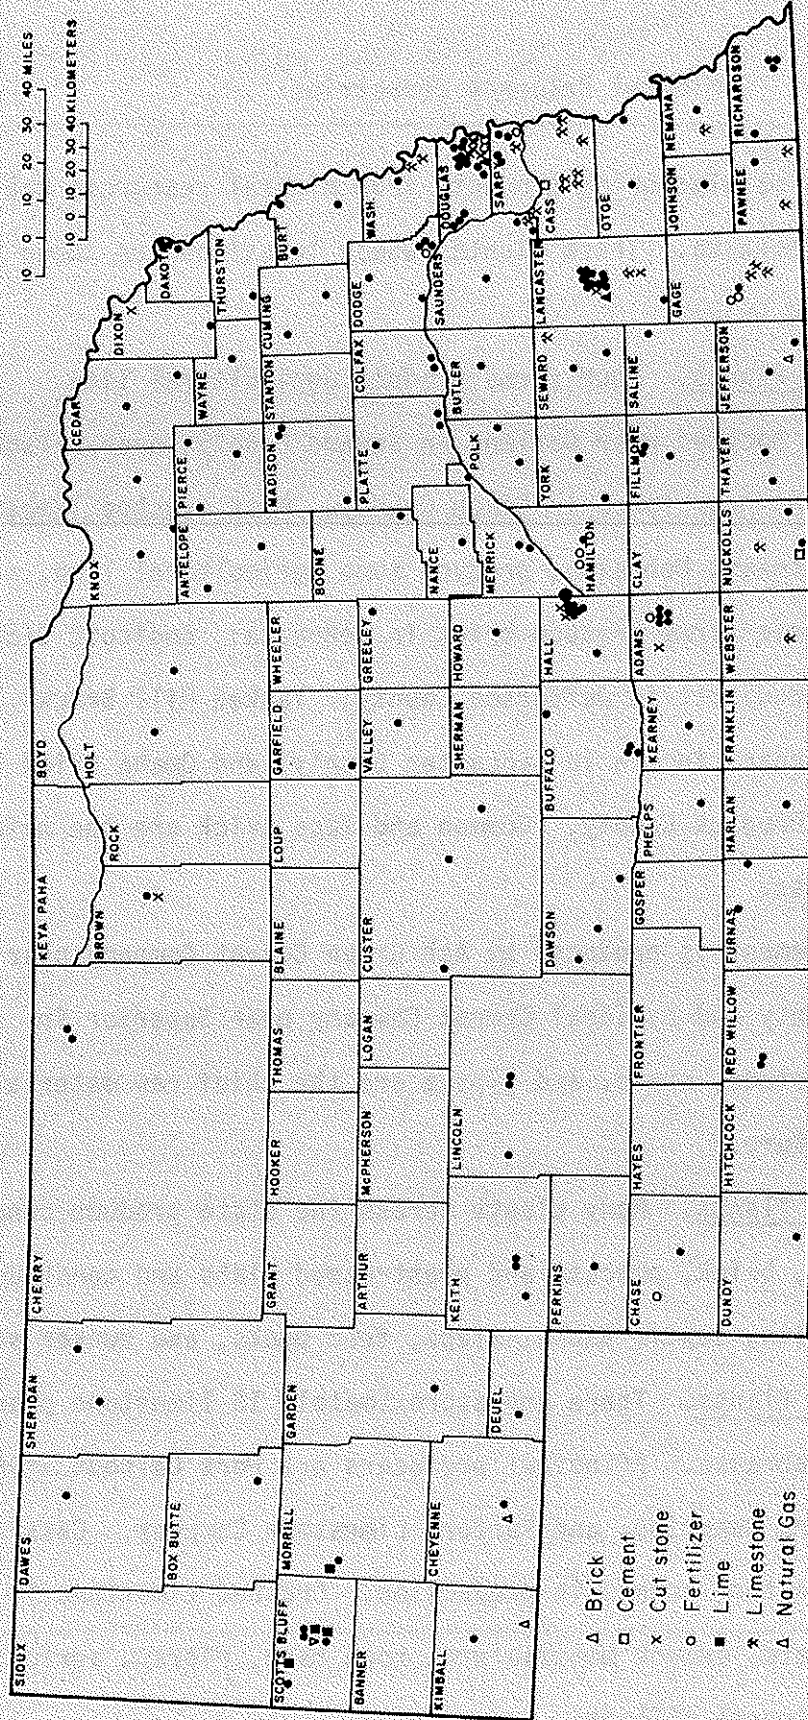 10 0 10 20 30 40 MILES
10 0 10 20 30 40 KILOMETERS
SIOUX
DAWES
SHERIDAN
CHERRY
KEYA PAHA
BOYD
BROWN
ROCK
HOLT
KNOX
CEDAR
DIXON
DAKOTA
BOX BUTTE
ANTELOPE
PIERCE
WAYNE
THURSTON
SCOTTS BLUFF
MORRILL
GARDEN
GRANT
HOOKER
THOMAS
BLAINE
LOUP
GARFIELD
WHEELER
BOONE
MADISON
STANTON
CUMING
BURT
BANNER
ARTHUR
McPHERSON
LOGAN
CUSTER
VALLEY
GREELEY
NANCE
PLATTE
COLFAX
DODGE
WASH
KIMBALL
CHEYENNE
DEUEL
KEITH
LINCOLN
SHERMAN
HOWARD
MERRICK
POLK
BUTLER
SAUNDERS
DOUGLAS
SARPY
PERKINS
DAWSON
BUFFALO
HALL
HAMILTON
YORK
SEWARD
LANCASTER
CASS
OTOE
CHASE
HAYES
FRONTIER
GOSPER
PHELPS
KEARNEY
ADAMS
CLAY
FILLMORE
SALINE
GAGE
JOHNSON
NEMAHA
DUNDY
HITCHCOCK
RED WILLOW
FURNAS
HARLAN
FRANKLIN
WEBSTER
NUCKOLLS
THAYER
JEFFERSON
PAWNEE
RICHARDSON
Brick
Cement
Cut stone
Fertilizer
Lime
Limestone
Natural Gas